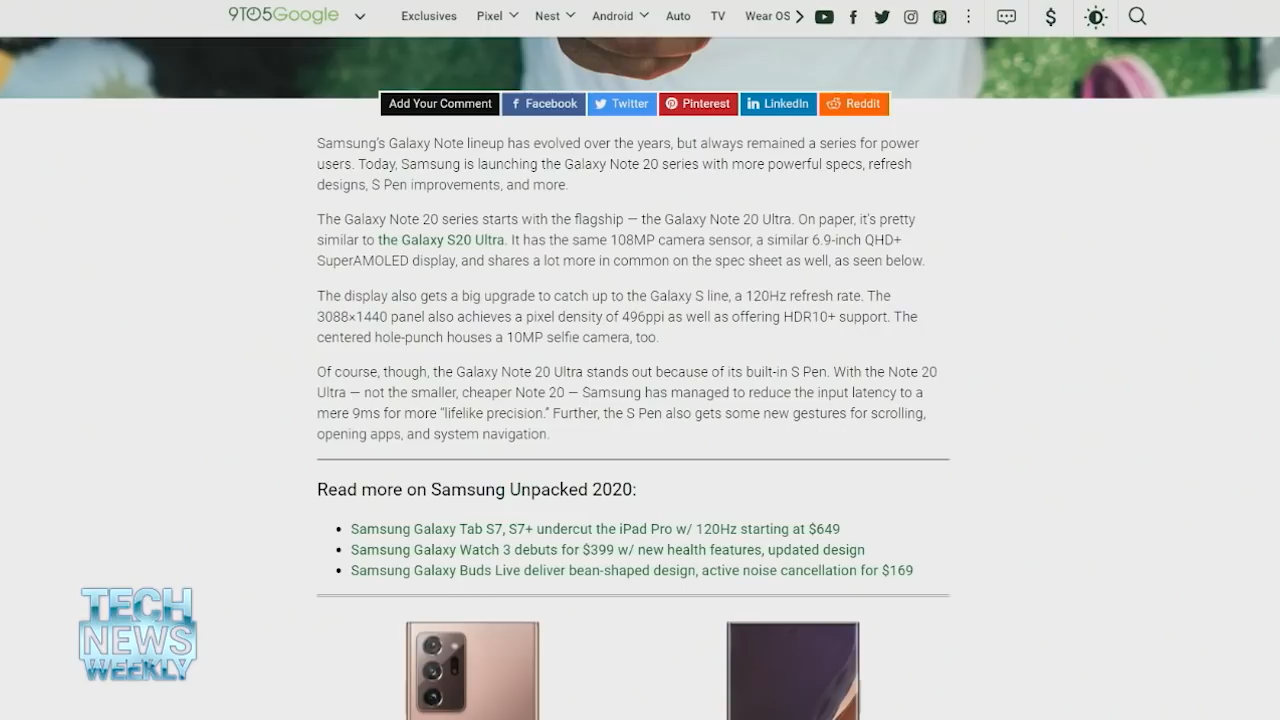 9TO5Google
Exclusives Pixel Nest Android Auto TV Wear OS
Add Your Comment Facebook Twitter Pinterest LinkedIn Reddit
Samsung's Galaxy Note lineup has evolved over the years, but always remained a series for power
users. Today, Samsung is launching the Galaxy Note 20 series with more powerful specs, refresh
designs, S Pen improvements, and more.
The Galaxy Note 20 series starts with the flagship — the Galaxy Note 20 Ultra. On paper, it's pretty
similar to the Galaxy S20 Ultra. It has the same 108MP camera sensor, a similar 6.9-inch QHD+
SuperAMOLED display, and shares a lot more in common on the spec sheet as well, as seen below.
The display also gets a big upgrade to catch up to the Galaxy S line, a 120Hz refresh rate. The
3088×1440 panel also achieves a pixel density of 496ppi as well as offering HDR10+ support. The
centered hole-punch houses a 10MP selfie camera, too.
Of course, though, the Galaxy Note 20 Ultra stands out because of its built-in S Pen. With the Note 20
Ultra — not the smaller, cheaper Note 20 — Samsung has managed to reduce the input latency to a
mere 9ms for more “lifelike precision.” Further, the S Pen also gets some new gestures for scrolling,
opening apps, and system navigation.
Read more on Samsung Unpacked 2020:
• Samsung Galaxy Tab S7, S7+ undercut the iPad Pro w/ 120Hz starting at $649
• Samsung Galaxy Watch 3 debuts for $399 w/ new health features, updated design
• Samsung Galaxy Buds Live deliver bean-shaped design, active noise cancellation for $169
TECH
NEWS
WEEKLY